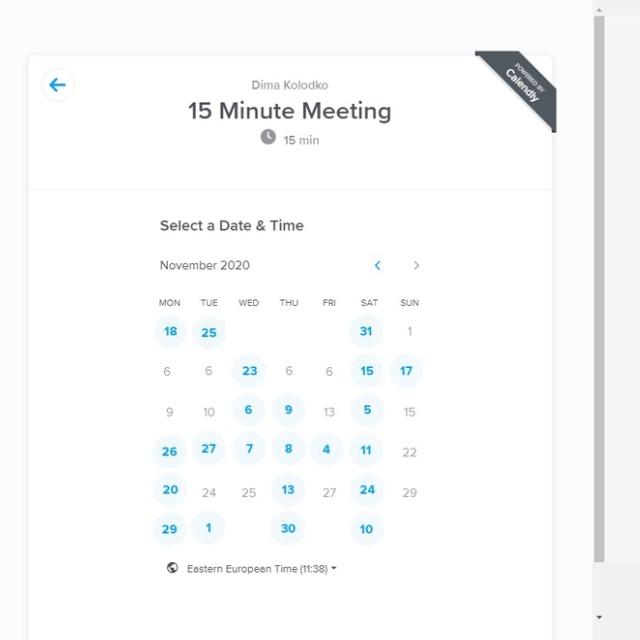 POWERED BY
Calendly
Dima Kolodko
15 Minute Meeting
15 min
Select a Date & Time
November 2020
MON TUE WED THU FRI SAT SUN
18 25 31 1
6 6 23 6 6 15 17
9 10 6 9 13 5 15
26 27 7 8 4 11 22
20 24 25 13 27 24 29
29 1 30 10
Eastern European Time (11:38)